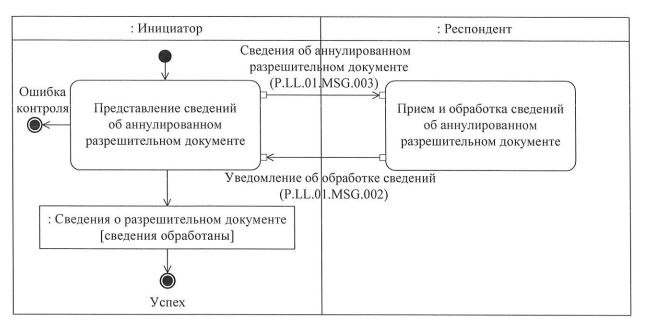 : Инициатор
: Респондент
Сведения об аннулированном
разрешительном документе
(P.LL.01.MSG.003)
Ошибка
контроля
Представление сведений
об аннулированном
разрешительном документе
Прием и обработка сведений
об аннулированном
разрешительном документе
Уведомление об обработке сведений
(P.LL.01.MSG.002)
: Сведения о разрешительном документе
[сведения обработаны]
Успех